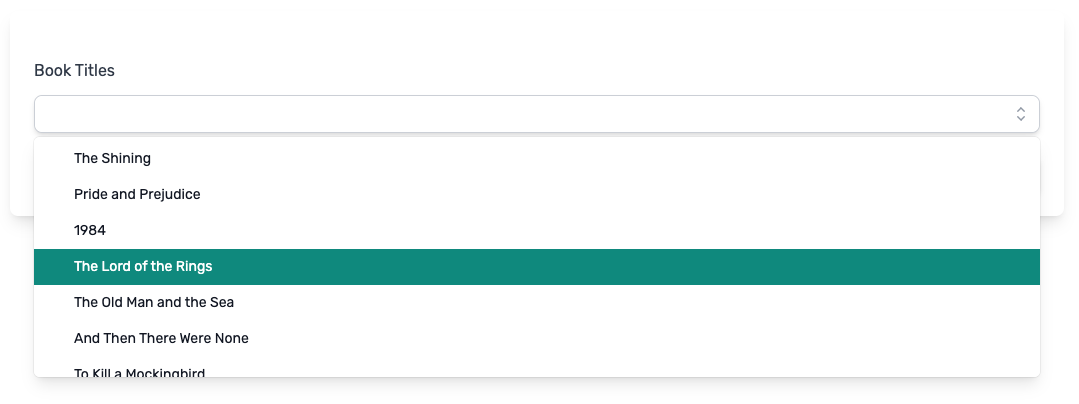 Book Titles
The Shining
Pride and Prejudice
1984
The Lord of the Rings
The Old Man and the Sea
And Then There Were None
To Kill a Mockingbird